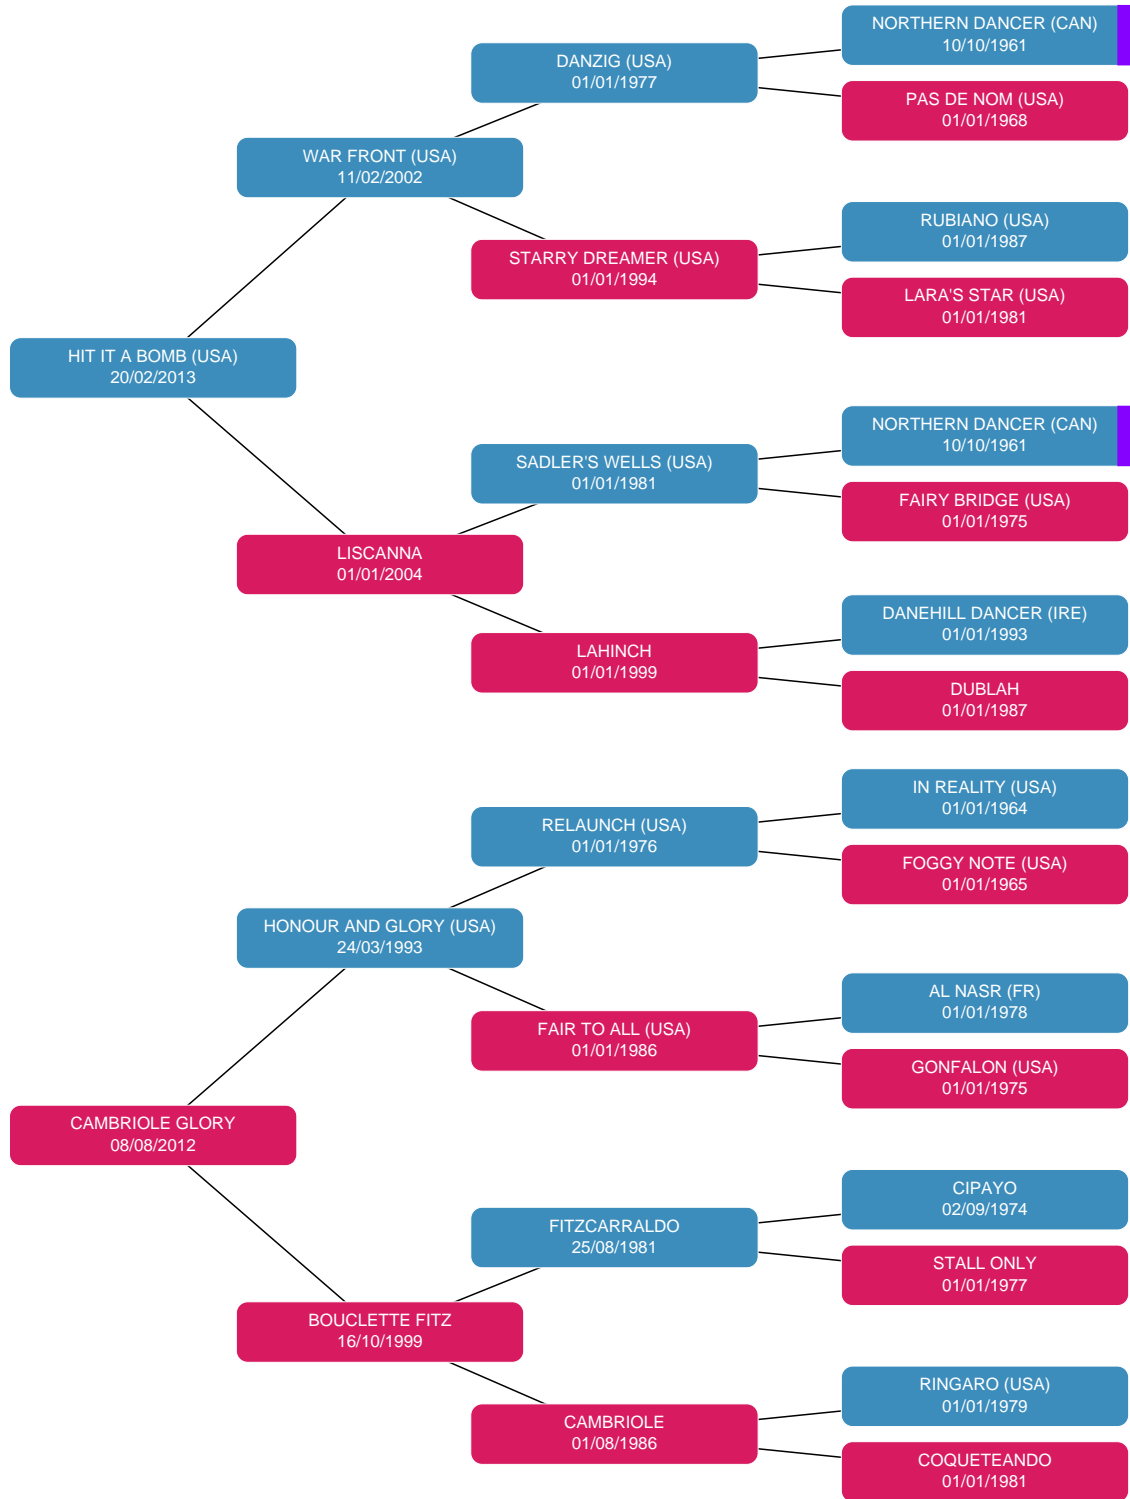 NORTHERN DANCER (CAN)
10/10/1961
DANZIG (USA)
01/01/1977
PAS DE NOM (USA)
01/01/1968
WAR FRONT (USA)
11/02/2002
RUBIANO (USA)
01/01/1987
STARRY DREAMER (USA)
01/01/1994
LARA'S STAR (USA)
01/01/1981
HIT IT A BOMB (USA)
20/02/2013
NORTHERN DANCER (CAN)
10/10/1961
SADLER'S WELLS (USA)
01/01/1981
FAIRY BRIDGE (USA)
01/01/1975
LISCANNA
01/01/2004
DANEHILL DANCER (IRE)
01/01/1993
LAHINCH
01/01/1999
DUBLAH
01/01/1987
IN REALITY (USA)
01/01/1964
RELAUNCH (USA)
01/01/1976
FOGGY NOTE (USA)
01/01/1965
HONOUR AND GLORY (USA)
24/03/1993
AL NASR (FR)
01/01/1978
FAIR TO ALL (USA)
01/01/1986
GONFALON (USA)
01/01/1975
CAMBRIOLE GLORY
08/08/2012
CIPAYO
02/09/1974
FITZCARRALDO
25/08/1981
STALL ONLY
01/01/1977
BOUCLETTE FITZ
16/10/1999
RINGARO (USA)
01/01/1979
CAMBRIOLE
01/08/1986
COQUETEANDO
01/01/1981